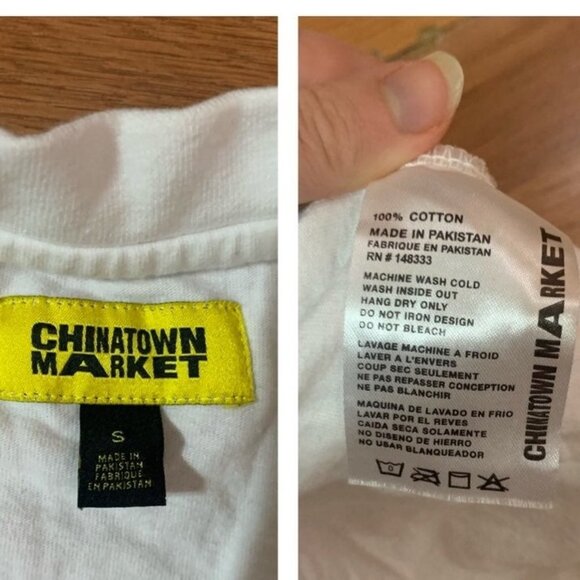 CHINATOWN
MARKET
S
MADE IN
PAKISTAN
FABRIQUE
EN PAKISTAN
100% COTTON
MADE IN PAKISTAN
FABRIQUE EN PAKISTAN
RN # 148333
MACHINE WASH COLD
WASH INSIDE OUT
HANG DRY ONLY
DO NOT IRON DESIGN
DO NOT BLEACH
LAVAGE MACHINE A FROID
LAVER A L'ENVERS
COUP SEC SEULEMENT
NE PAS REPASSER CONCEPTION
NE PAS BLANCHIR
MAQUINA DE LAVADO EN FRIO
LAVAR POR EL REVES
CAIDA SECA SOLAMENTE
NO DISENO DE HIERRO
NO USAR BLANQUEADOR
CHINATOWN MARKET